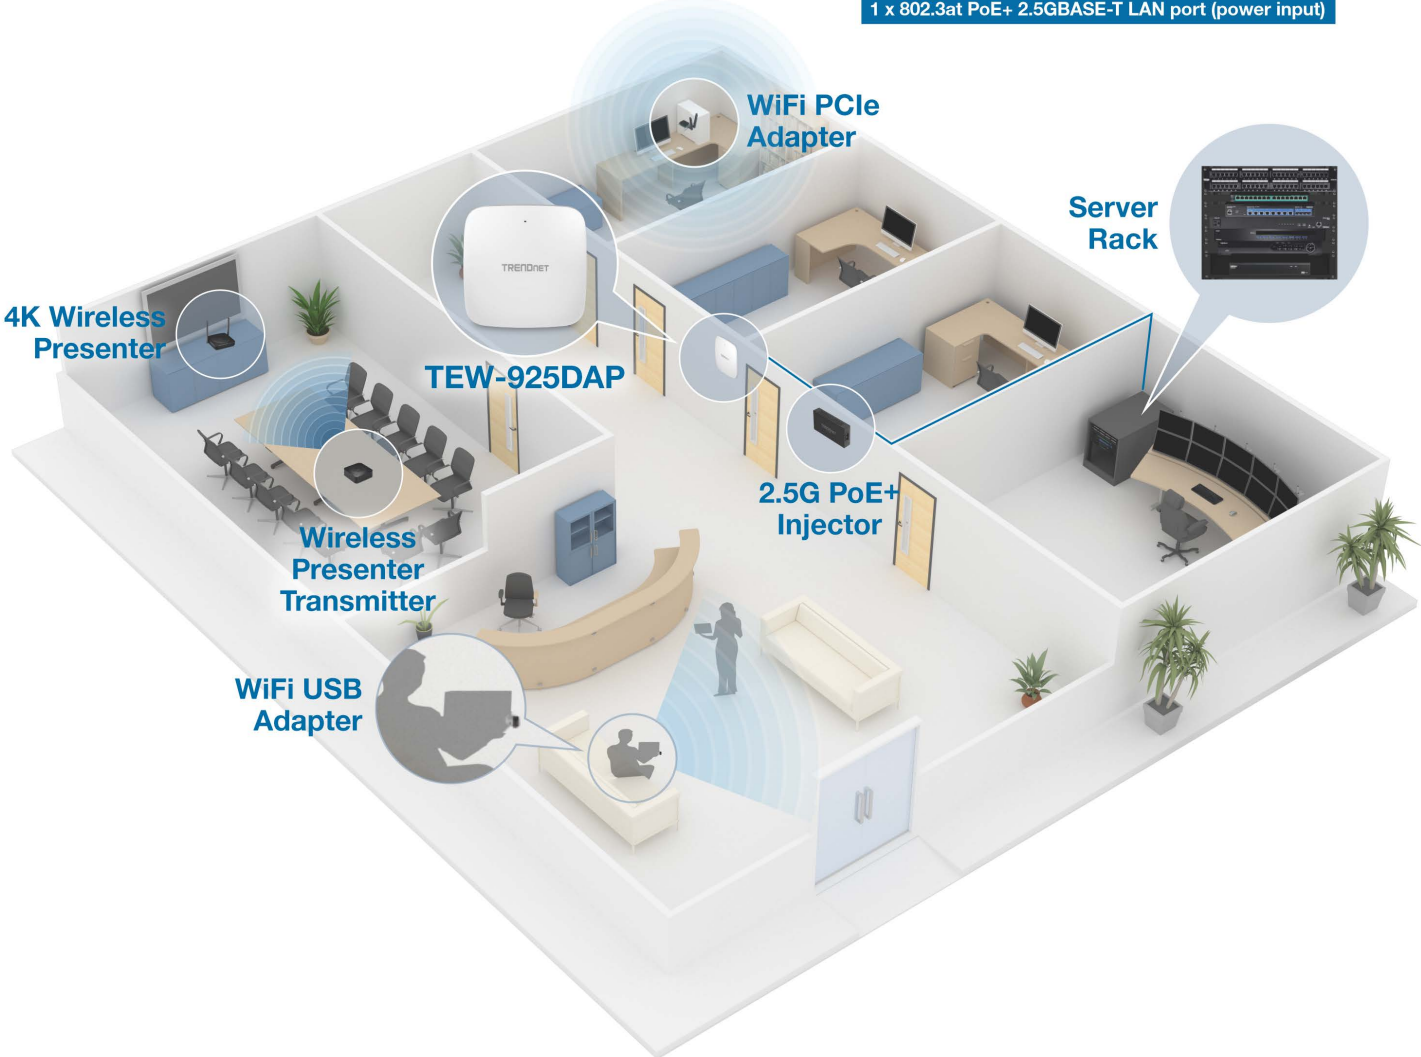 1 x 802.3at PoE+ 2.5GBASE-T LAN port (power input)
WiFi PCIe
Adapter
Server
Rack
TRENDNET
4K Wireless
Presenter
TEW-925DAP
2.5G PoE+
Injector
Wireless
Presenter
Transmitter
WiFi USB
Adapter